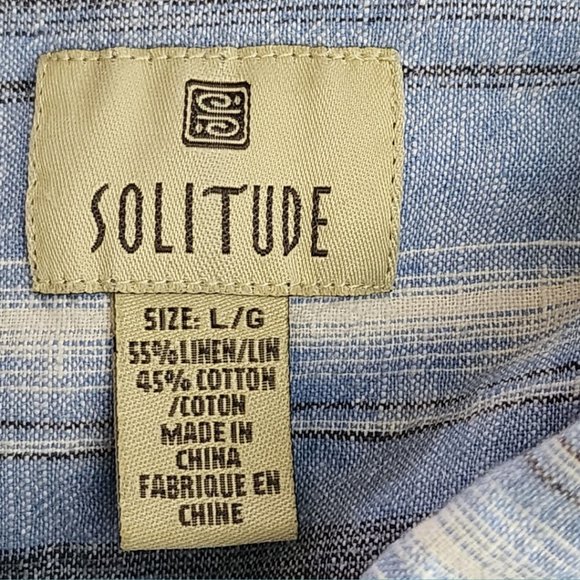 SOLITUDE
SIZE: L/G
55% LINEN/LIN
45% COTTON
/COTON
MADE IN
CHINA
FABRIQUE EN
CHINE